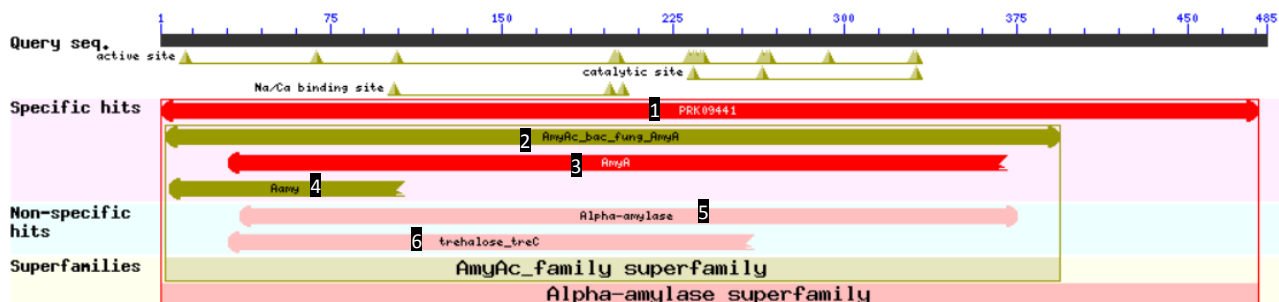 1 75 150 225 300 375 450 485
Query seq.
active site
catalytic site
Na/Ca binding site
Specific hits
1 PRK09441
2 AmyAc_bac_fung_AmyA
3 AmyA
Aamy 4
Non-specific
hits
Alpha-amylase 5
6 trehalose_treC
Superfamilies
AmyAc_family superfamily
Alpha-amylase superfamily